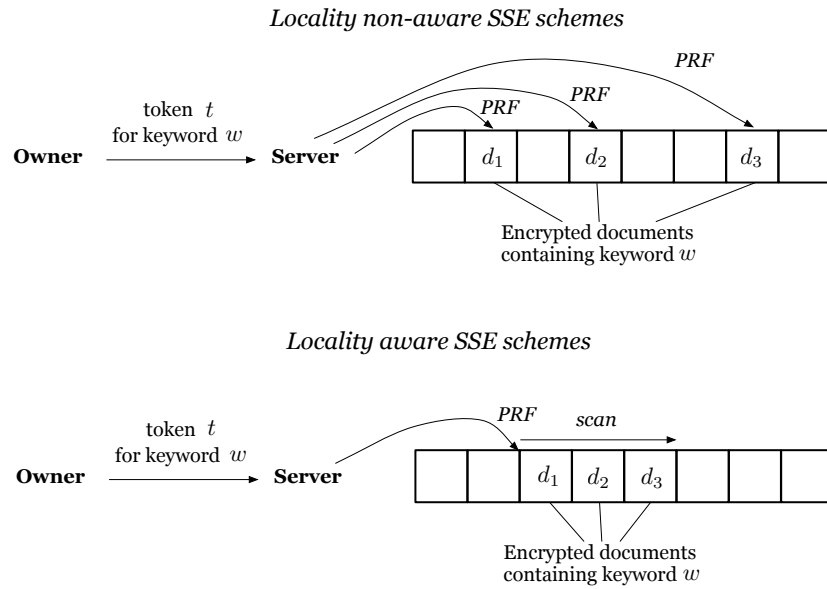 Locality non-aware SSE schemes
PRF
PRF
PRF
token t
for keyword w
Owner
Server
d1
d2
d3
Encrypted documents
containing keyword w
Locality aware SSE schemes
PRF
scan
token t
for keyword w
Owner
Server
d1
d2
d3
Encrypted documents
containing keyword w